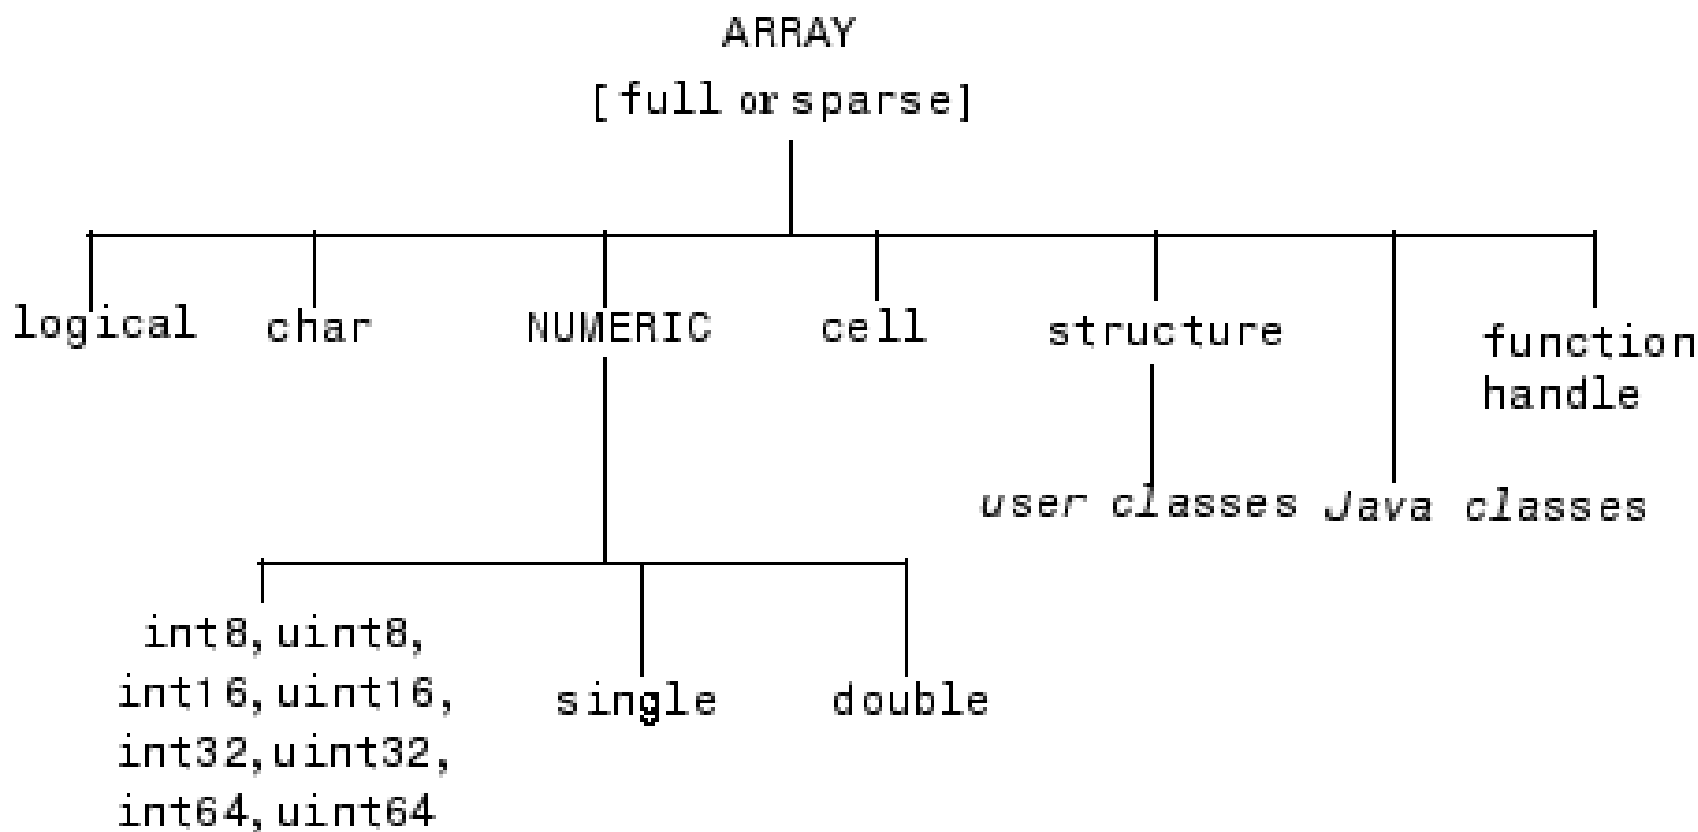 ARRAY
[full or sparse]
logical char NUMERIC cell structure function
handle
user classes Java classes
int8, uint8,
int16, uint16,
int32, uint32,
int64, uint64
single double